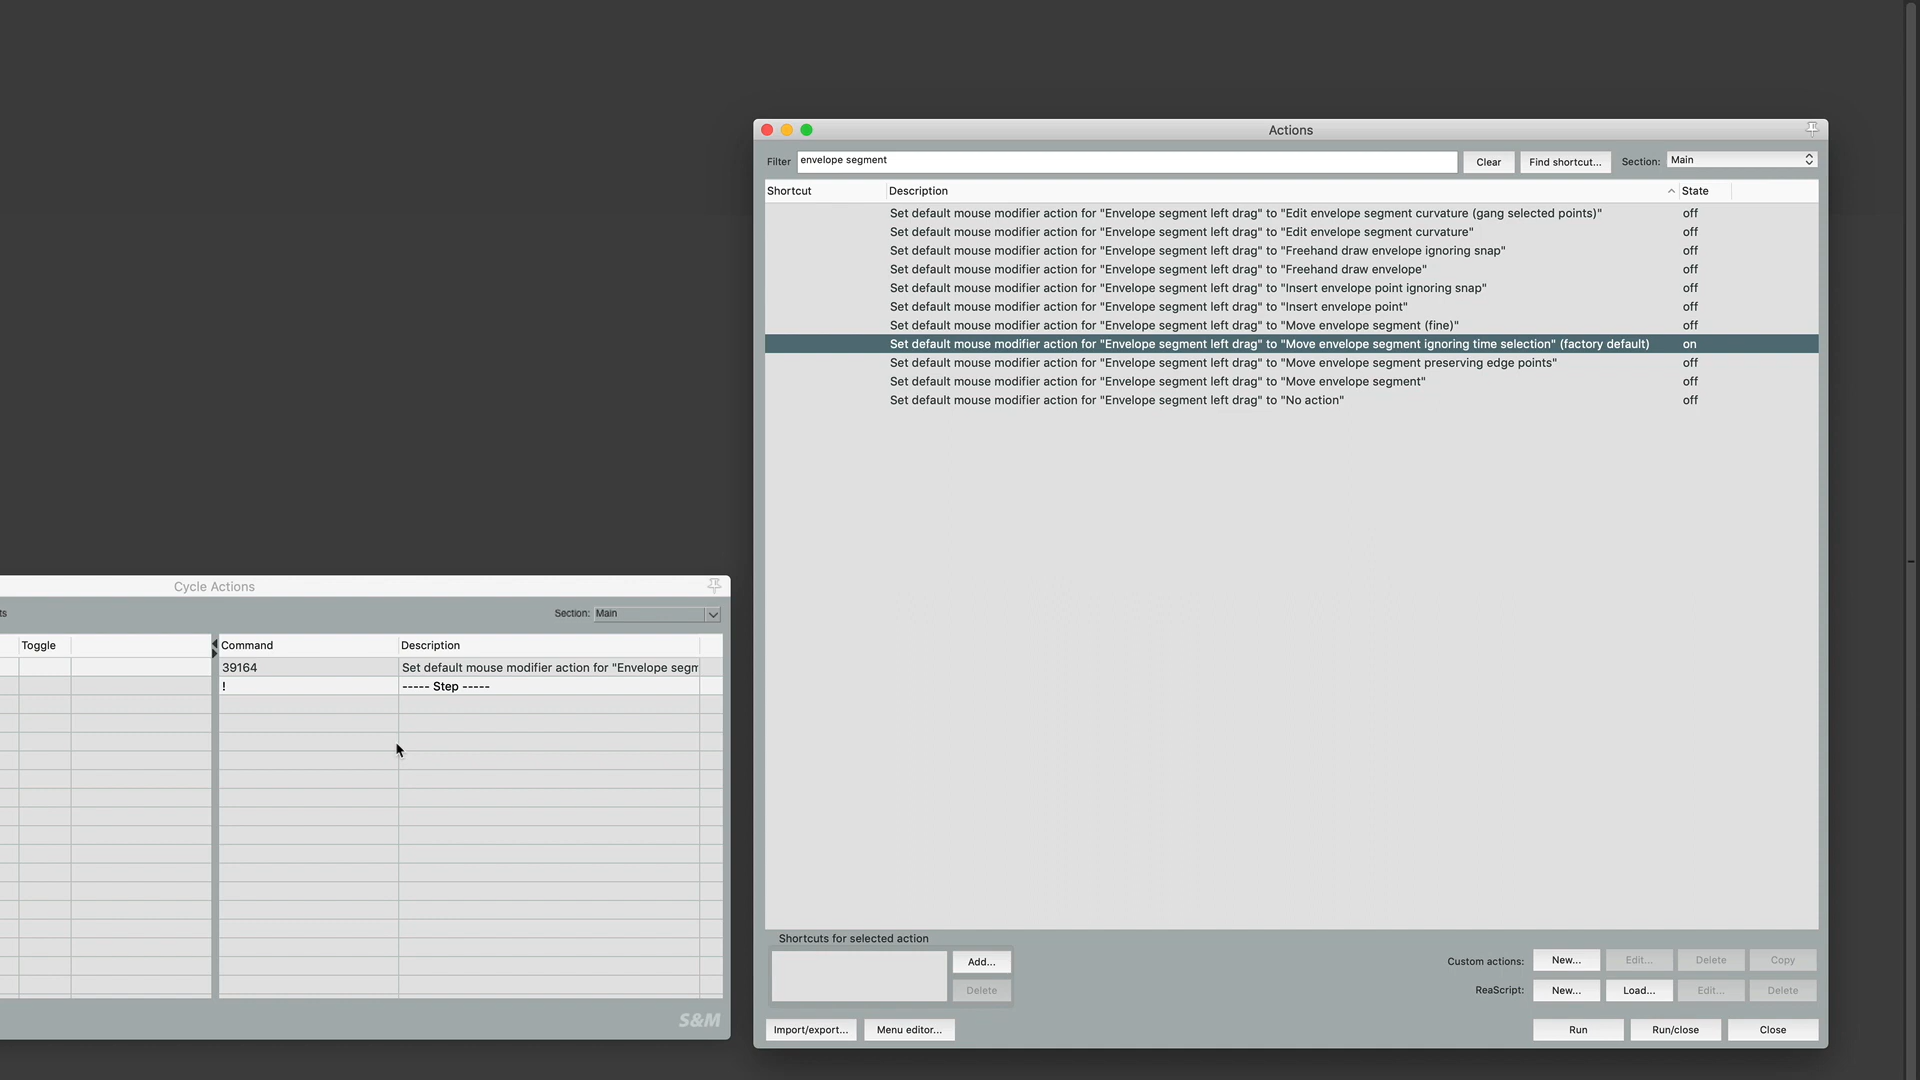 Actions
Filter envelope segment Clear Find shortcut... Section: Main
Shortcut Description State
Set default mouse modifier action for "Envelope segment left drag" to "Edit envelope segment curvature (gang selected points)" off
Set default mouse modifier action for "Envelope segment left drag" to "Edit envelope segment curvature" off
Set default mouse modifier action for "Envelope segment left drag" to "Freehand draw envelope ignoring snap" off
Set default mouse modifier action for "Envelope segment left drag" to "Freehand draw envelope" off
Set default mouse modifier action for "Envelope segment left drag" to "Insert envelope point ignoring snap" off
Set default mouse modifier action for "Envelope segment left drag" to "Insert envelope point" off
Set default mouse modifier action for "Envelope segment left drag" to "Move envelope segment (fine)" off
Set default mouse modifier action for "Envelope segment left drag" to "Move envelope segment ignoring time selection" (factory default) on
Set default mouse modifier action for "Envelope segment left drag" to "Move envelope segment preserving edge points" off
Set default mouse modifier action for "Envelope segment left drag" to "Move envelope segment" off
Set default mouse modifier action for "Envelope segment left drag" to "No action" off
Shortcuts for selected action
Add...
Delete
Custom actions: New... Edit... Delete Copy
ReaScript: New... Load... Edit... Delete
Import/export... Menu editor... Run Run/close Close
Cycle Actions
ts Section: Main
Toggle Command Description
39164 Set default mouse modifier action for "Envelope segm
! ----- Step -----
S&M